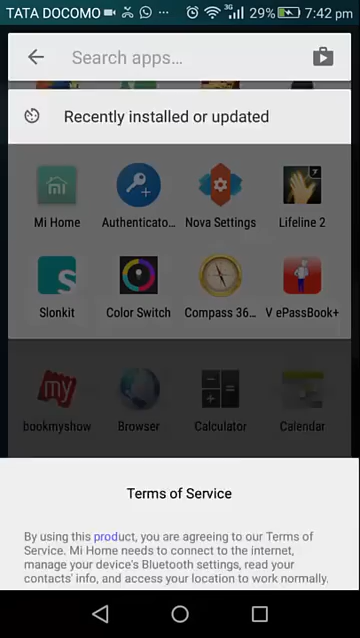 TATA DOCOMO ... 3G 29% 7:42 pm
Search apps...
Recently installed or updated
Mi Home Authenticato... Nova Settings Lifeline 2
Slonkit Color Switch Compass 36... V ePassBook+
my
bookmyshow Browser Calculator Calendar
Terms of Service
By using this product, you are agreeing to our Terms of
Service. Mi Home needs to connect to the internet,
manage your device's Bluetooth settings, read your
contacts' info, and access your location to work normally.